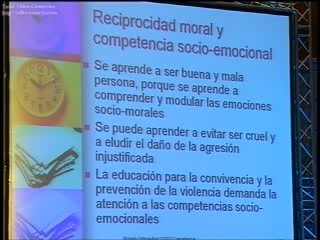 Reciprocidad moral y
competencia socio-emocional
Se aprende a ser buena y mala
persona, porque se aprende a
comprender y modular las emociones
socio-morales
Se puede aprender a evitar ser cruel y
a eludir el daño de la agresión
injustificada
La educación para la convivencia y la
prevención de la violencia demanda la
atención a las competencias socio-
emocionales